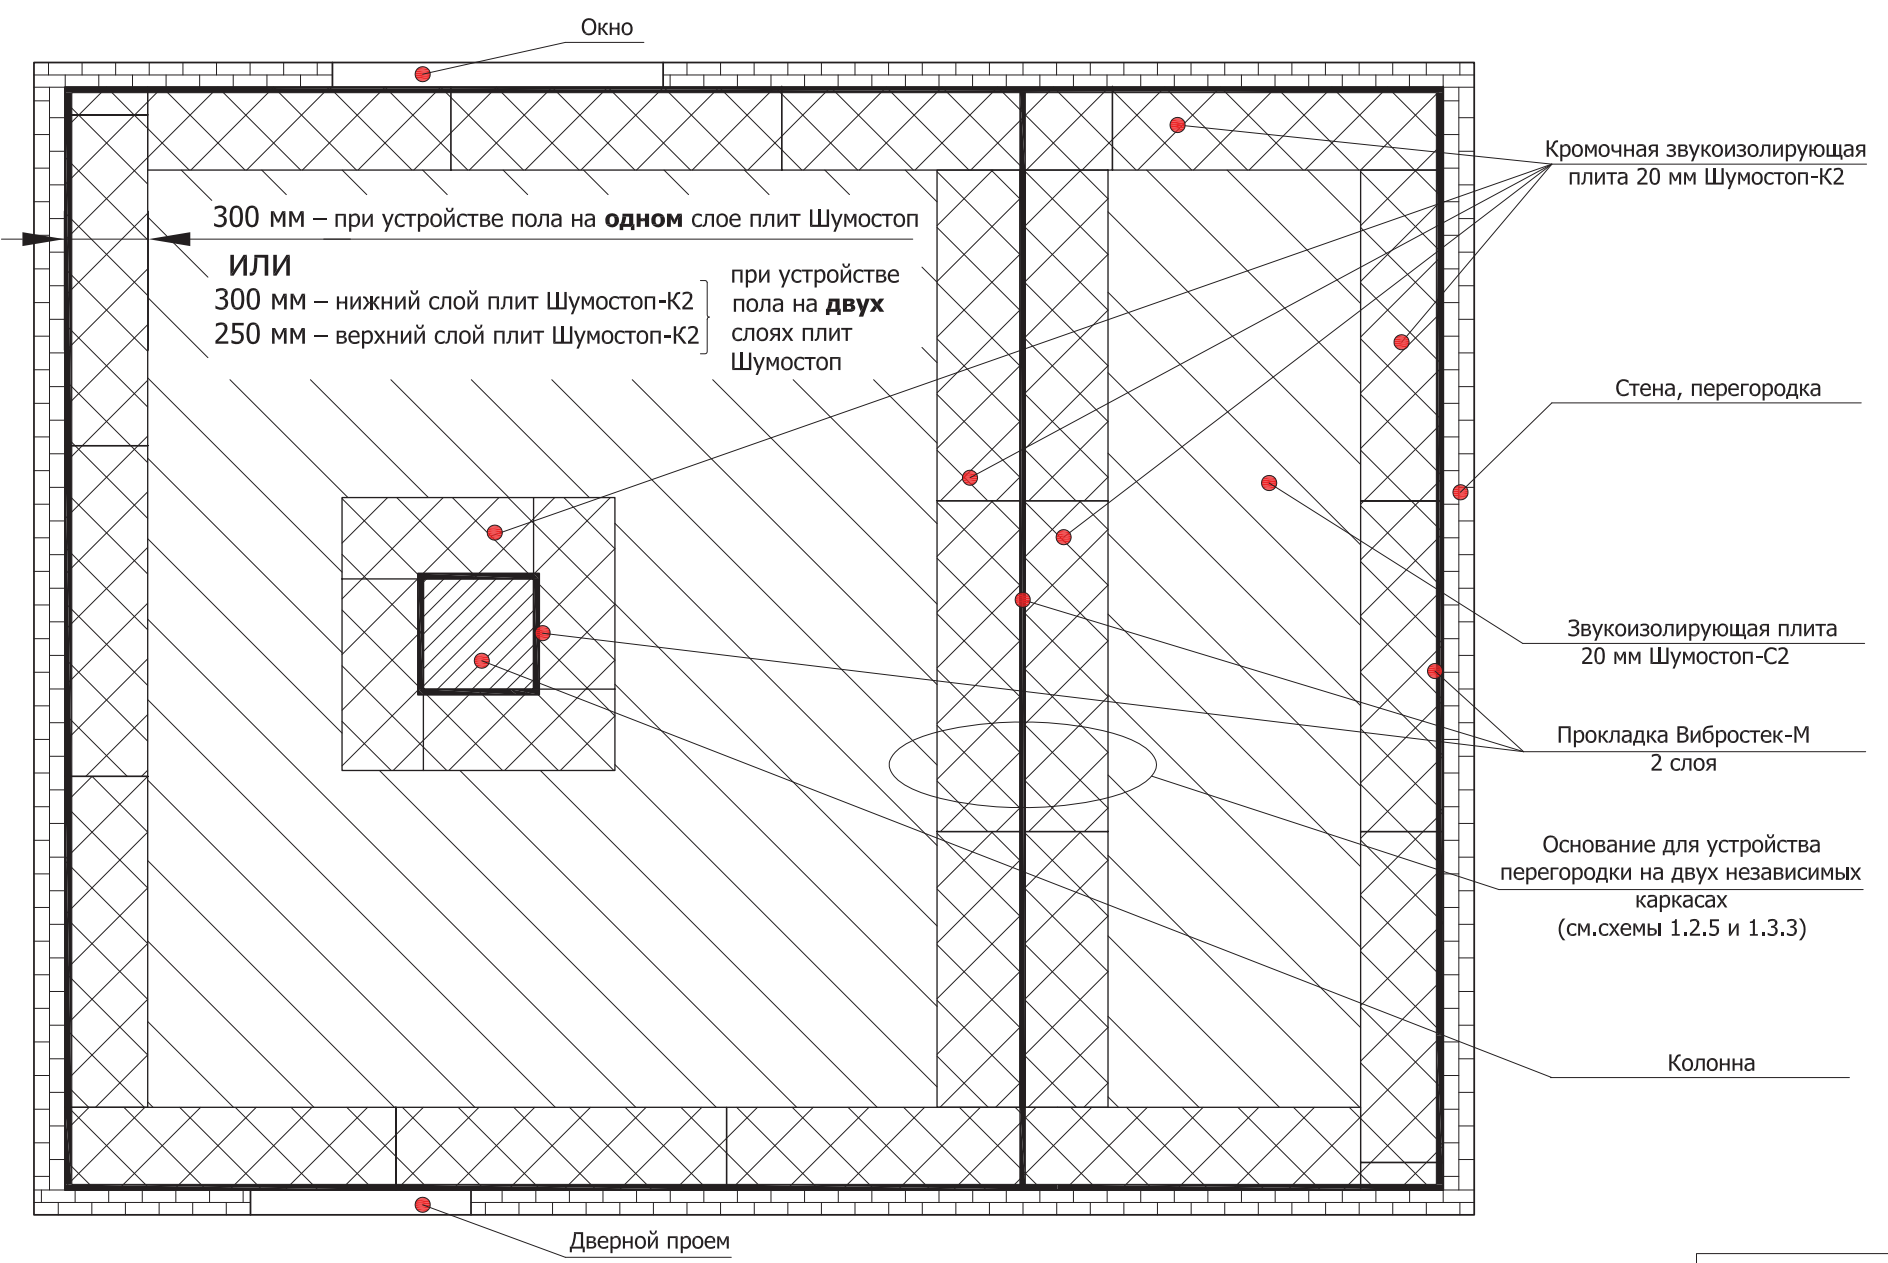 Окно
Кромочная звукоизолирующая
плита 20 мм Шумостоп-К2
300 мм – при устройстве пола на одном слое плит Шумостоп
ИЛИ
300 мм – нижний слой плит Шумостоп-К2
250 мм – верхний слой плит Шумостоп-К2
при устройстве
пола на двух
слоях плит
Шумостоп
Стена, перегородка
Звукоизолирующая плита
20 мм Шумостоп-С2
Прокладка Вибростек-М
2 слоя
Основание для устройства
перегородки на двух независимых
каркасах
(см.схемы 1.2.5 и 1.3.3)
Колонна
Дверной проем